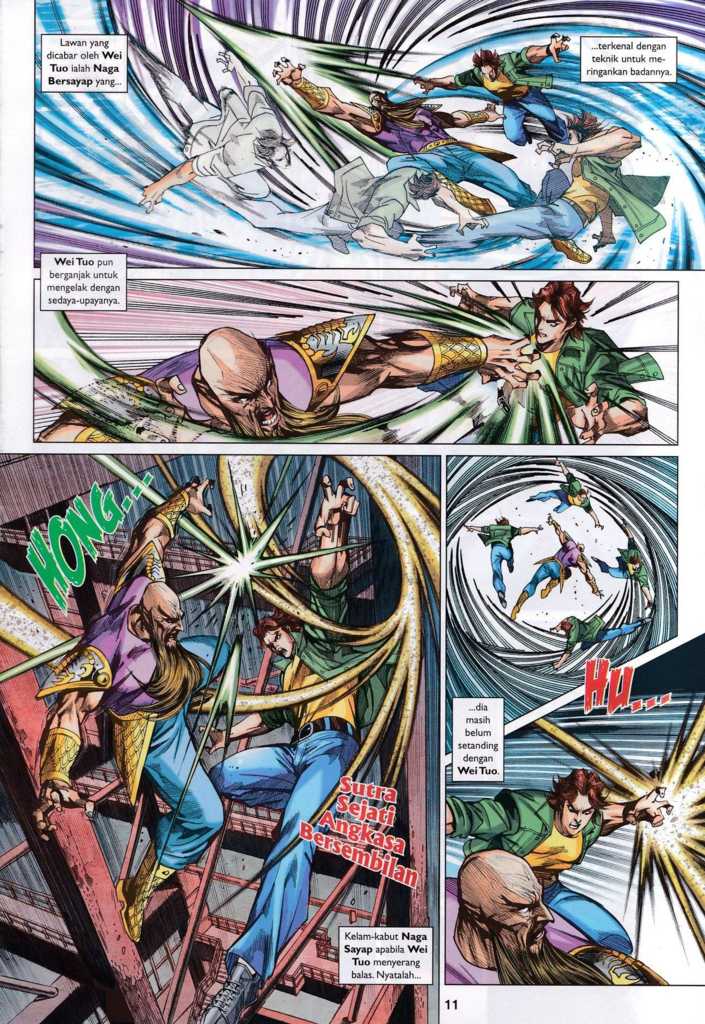 Lawan yang
dicabar oleh Wei
Tuo ialah Naga
Bersayap yang...
...terkenal dengan
teknik untuk me-
ringankan badannya.
Wei Tuo pun
berganjak untuk
mengelak dengan
sedaya-upayanya.
HONG...
Sutra
Sejati
Angkasa
Bersembilan
Kelam-kabut Naga
Sayap apabila Wei
Tuo menyerang
balas. Nyatalah...
HU...
...dia
masih
belum
setanding
dengan
Wei Tuo.
11